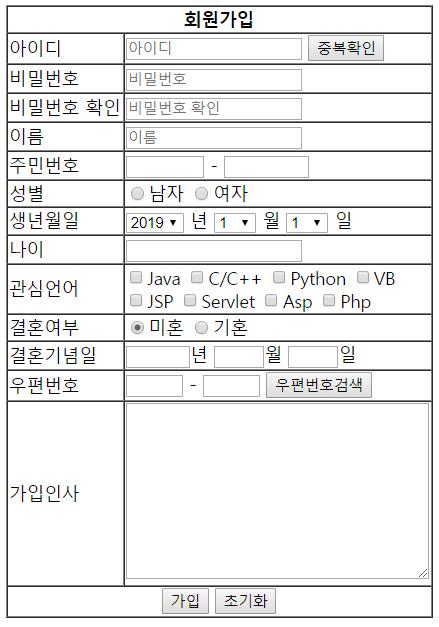 회원가입
아이디 아이디 중복확인
비밀번호 비밀번호
비밀번호 확인 비밀번호 확인
이름 이름
주민번호 -
성별 남자 여자
생년월일 2019 년 1 월 1 일
나이
관심언어 Java C/C++ Python VB
JSP Servlet Asp Php
결혼여부 미혼 기혼
결혼기념일 년 월 일
우편번호 - 우편번호검색
가입인사
가입 초기화